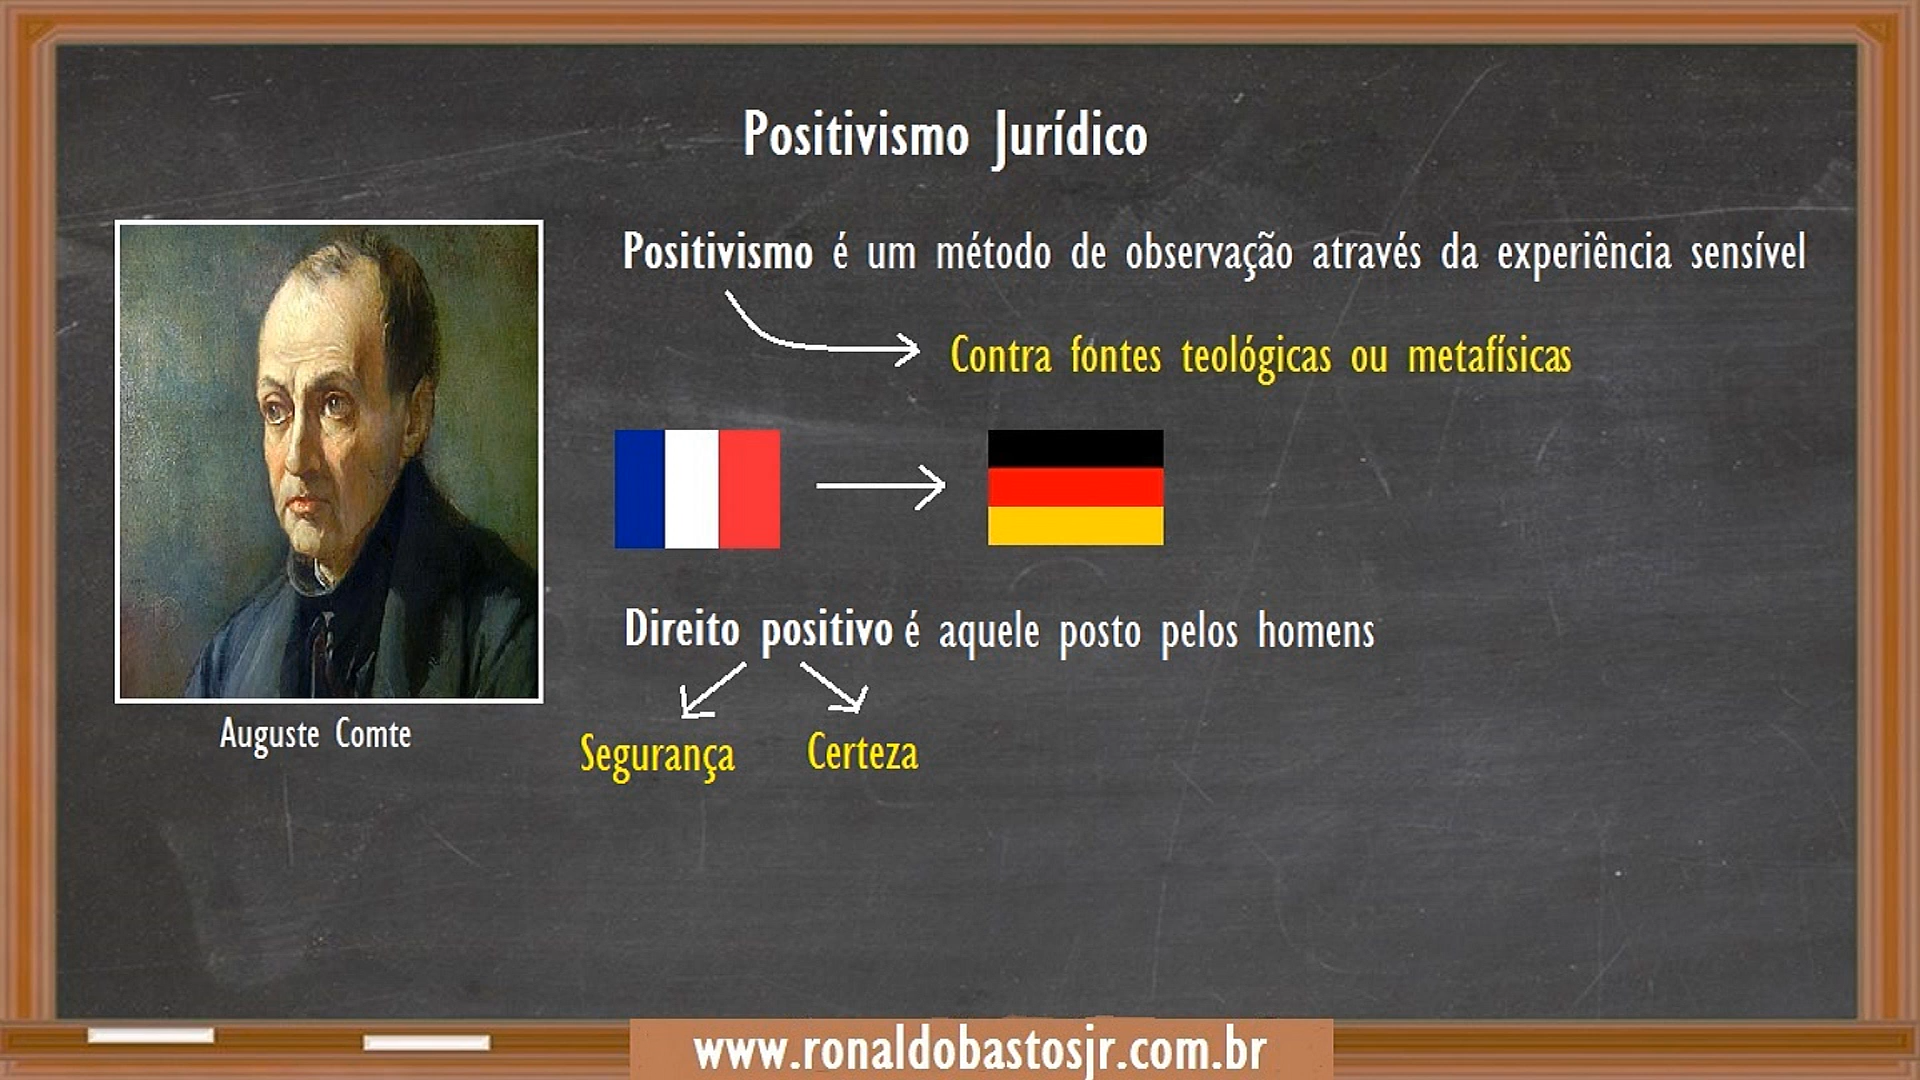 Positivismo Jurídico
Positivismo é um método de observação através da experiência sensível
Contra fontes teológicas ou metafísicas
Direito positivo é aquele posto pelos homens
Segurança Certeza
Auguste Comte
www.ronaldobastosjr.com.br